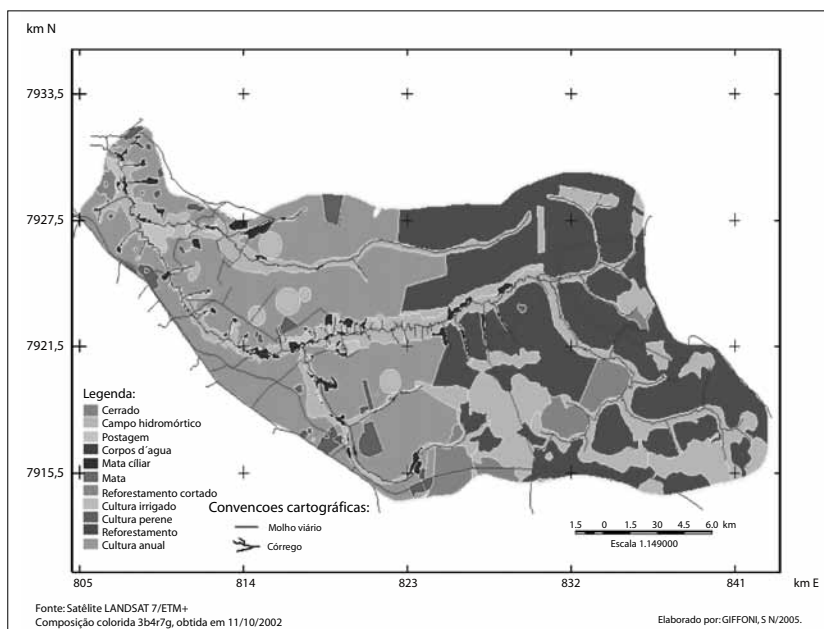 km N
7933,5
7927,5
7921,5
7915,5
Legenda:
Cerrado
Campo hidromórtico
Postagem
Corpos d´agua
Mata cíliar
Mata
Reforestamento cortado
Cultura irrigado
Cultura perene
Reforestamento
Cultura anual
Convencoes cartográficas:
Molho viário
Córrego
1.5 0 1.5 30 4.5 6.0 km
Escala 1.149000
805 814 823 832 841 km E
Fonte: Satêlite LANDSAT 7/ETM+
Composição colorida 3b4r7g, obtida em 11/10/2002
Elaborado por: GIFFONI, S N/2005.